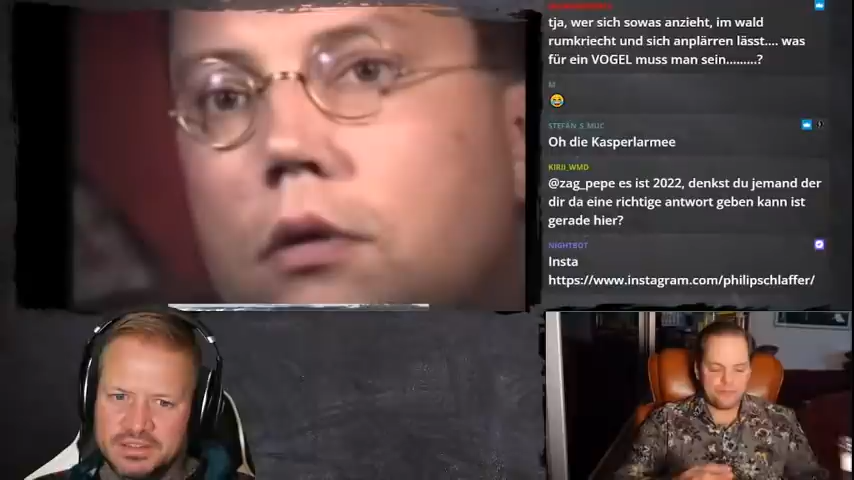 tja, wer sich sowas anzieht, im wald
rumkriecht und sich anplärren lässt.... was
für ein VOGEL muss man sein.........?
STEFAN_S_MUC
Oh die Kasperlarmee
KIRII_WMD
@zag_pepe es ist 2022, denkst du jemand der
dir da eine richtige antwort geben kann ist
gerade hier?
NIGHTBOT
Insta
https://www.instagram.com/philipschlaffer/